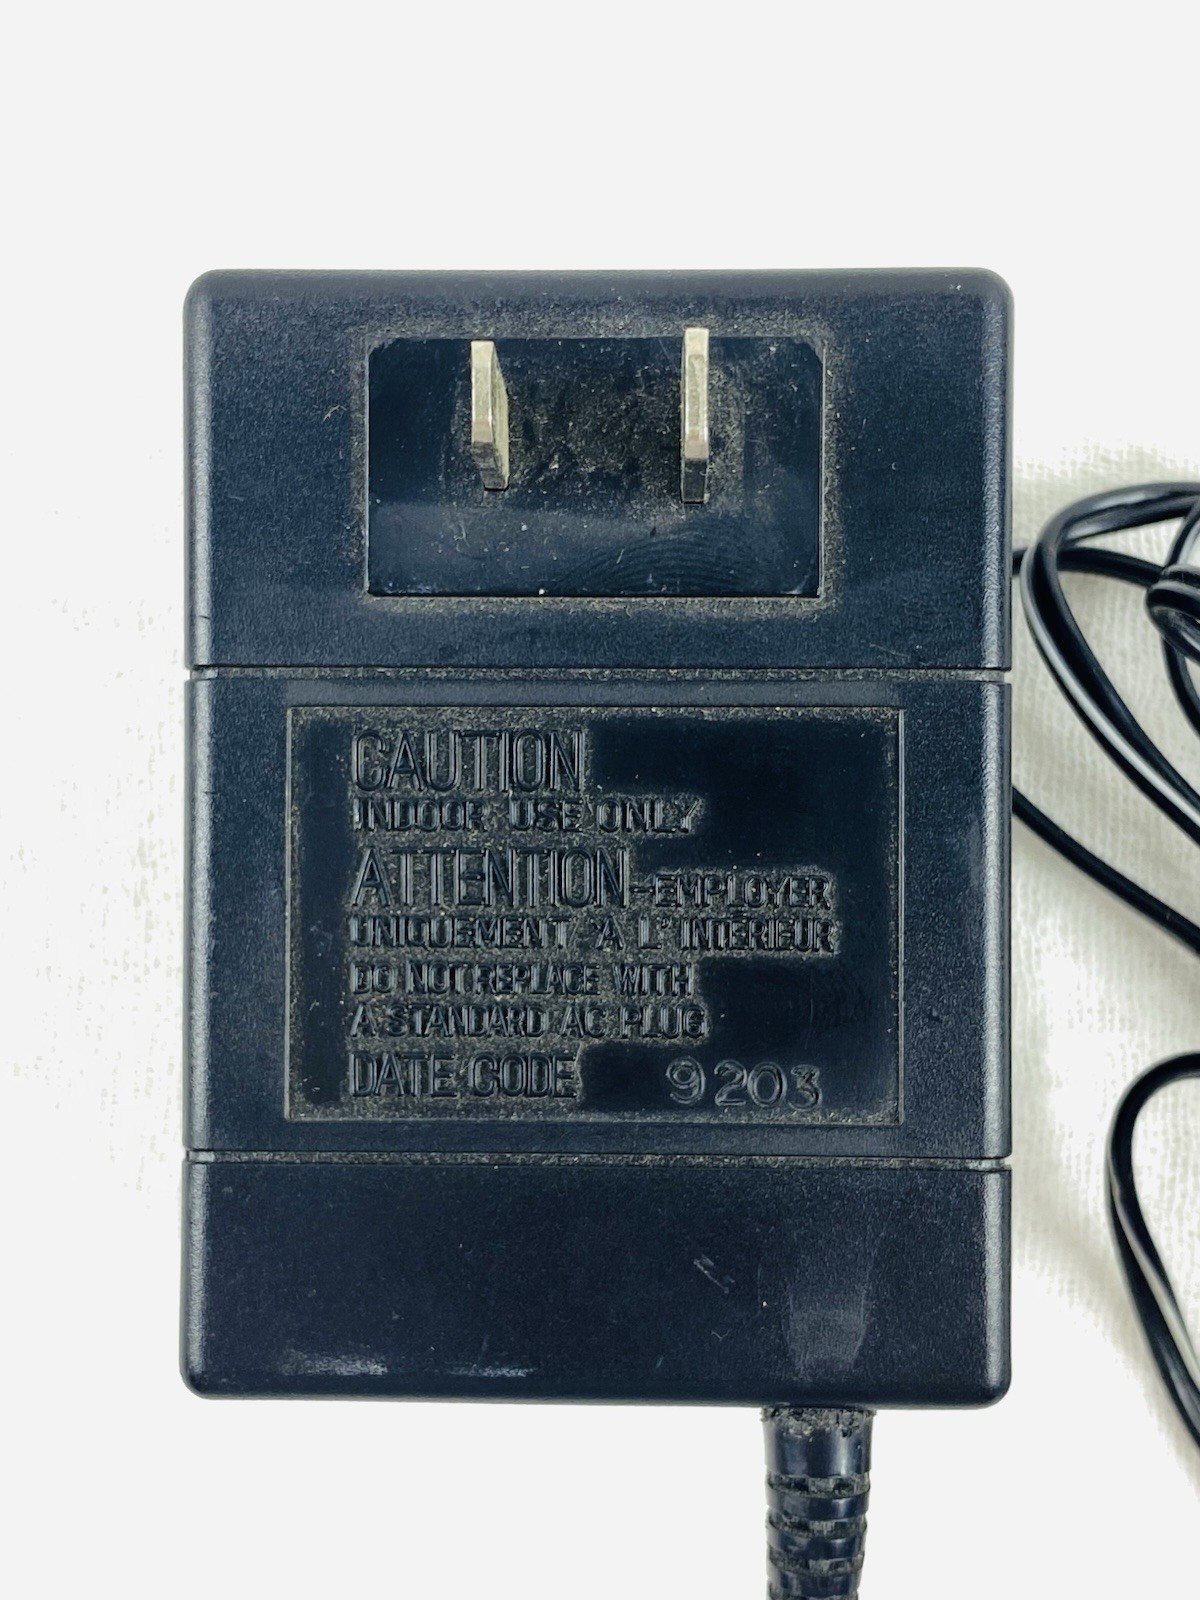 CAUTION
INDOOR USE ONLY
ATTENTION-EMPLOYER
UNIQUEMENT A L'INTÉRIEUR
DO NOT REPLACE WITH
A STANDARD AC PLUG
DATE CODE 9203